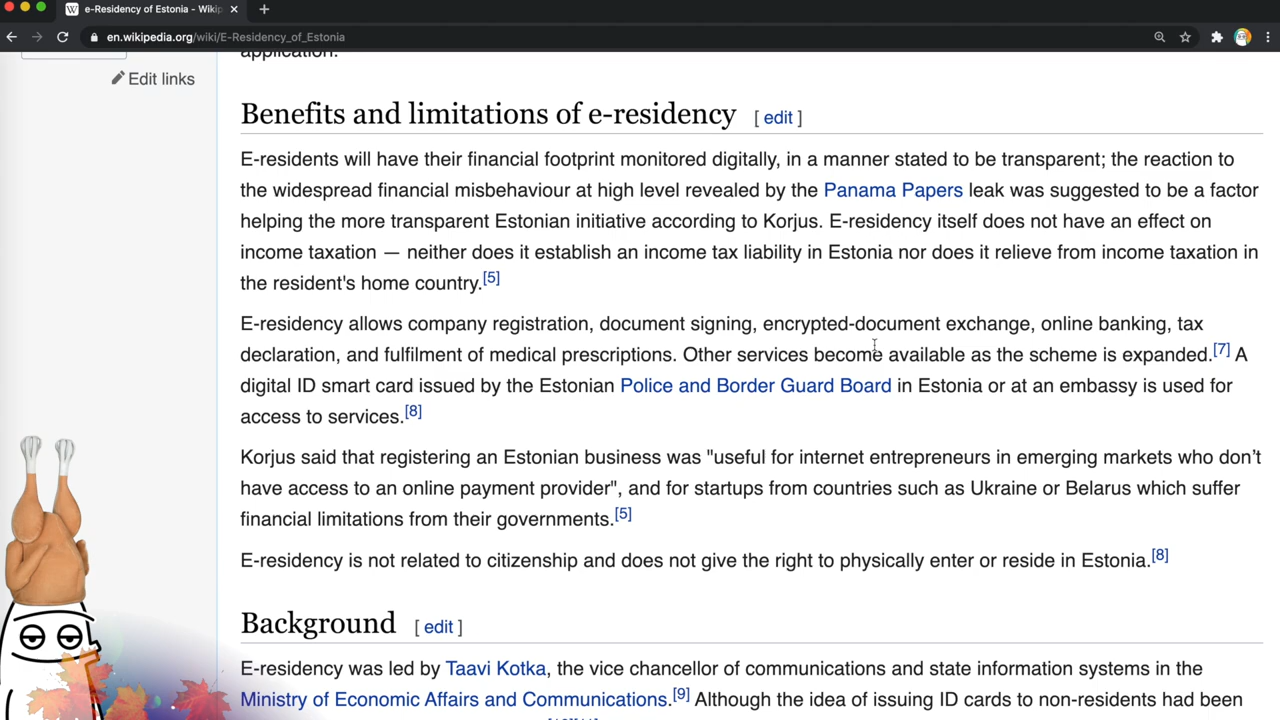 e-Residency of Estonia - Wikip
en.wikipedia.org/wiki/E-Residency_of_Estonia
application.
Edit links
Benefits and limitations of e-residency [ edit ]
E-residents will have their financial footprint monitored digitally, in a manner stated to be transparent; the reaction to
the widespread financial misbehaviour at high level revealed by the Panama Papers leak was suggested to be a factor
helping the more transparent Estonian initiative according to Korjus. E-residency itself does not have an effect on
income taxation — neither does it establish an income tax liability in Estonia nor does it relieve from income taxation in
the resident's home country.[5]
E-residency allows company registration, document signing, encrypted-document exchange, online banking, tax
declaration, and fulfilment of medical prescriptions. Other services become available as the scheme is expanded.[7] A
digital ID smart card issued by the Estonian Police and Border Guard Board in Estonia or at an embassy is used for
access to services.[8]
Korjus said that registering an Estonian business was "useful for internet entrepreneurs in emerging markets who don’t
have access to an online payment provider", and for startups from countries such as Ukraine or Belarus which suffer
financial limitations from their governments.[5]
E-residency is not related to citizenship and does not give the right to physically enter or reside in Estonia.[8]
Background [ edit ]
E-residency was led by Taavi Kotka, the vice chancellor of communications and state information systems in the
Ministry of Economic Affairs and Communications.[9] Although the idea of issuing ID cards to non-residents had been